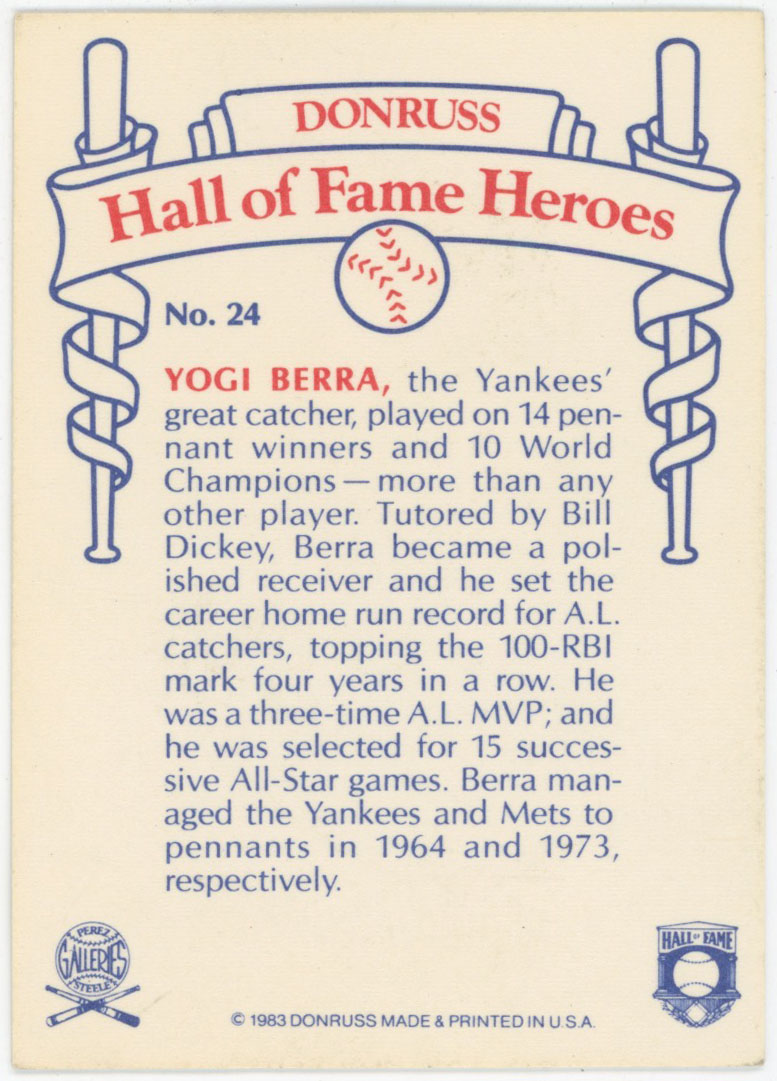 DONRUSS
Hall of Fame Heroes
No. 24
YOGI BERRA, the Yankees’
great catcher, played on 14 pen-
nant winners and 10 World
Champions — more than any
other player. Tutored by Bill
Dickey, Berra became a pol-
ished receiver and he set the
career home run record for A.L.
catchers, topping the 100-RBI
mark four years in a row. He
was a three-time A.L. MVP; and
he was selected for 15 succes-
sive All-Star games. Berra man-
aged the Yankees and Mets to
pennants in 1964 and 1973,
respectively.
PEREZ
GALLERIES
STEELE
HALL OF FAME
© 1983 DONRUSS MADE & PRINTED IN U.S.A.